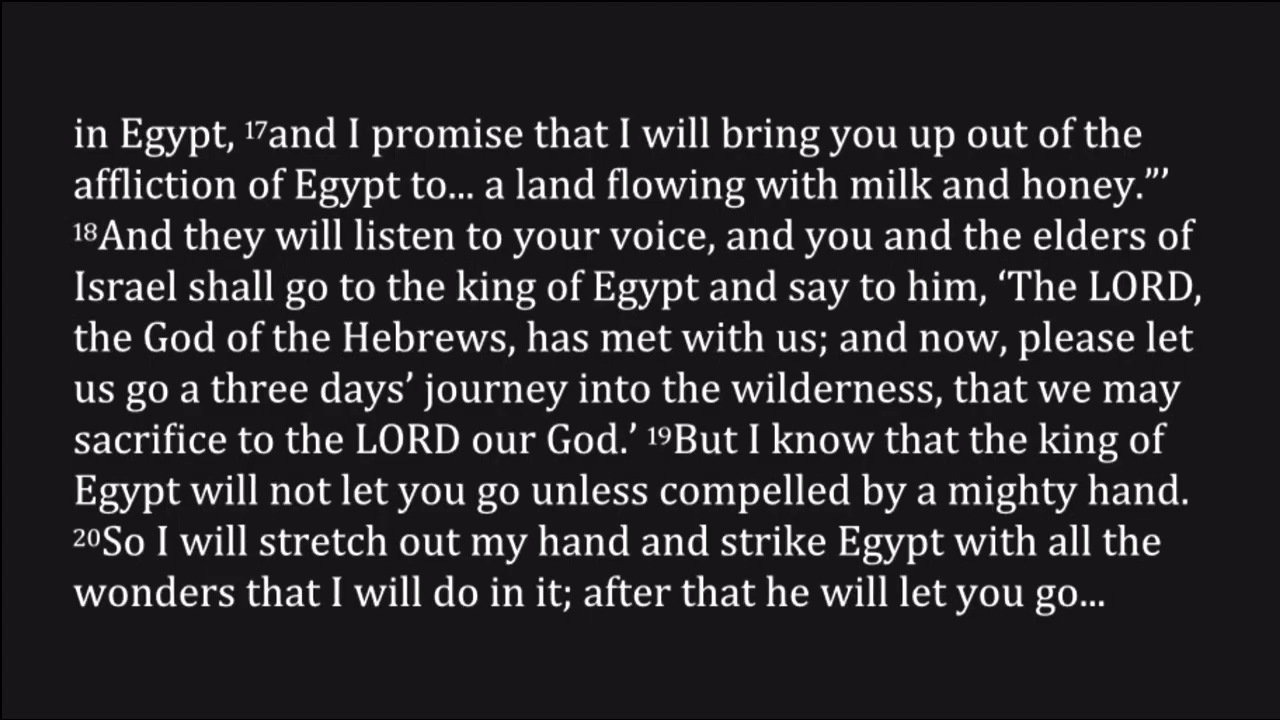 in Egypt, 17and I promise that I will bring you up out of the
affliction of Egypt to... a land flowing with milk and honey.”’
18And they will listen to your voice, and you and the elders of
Israel shall go to the king of Egypt and say to him, ‘The LORD,
the God of the Hebrews, has met with us; and now, please let
us go a three days’ journey into the wilderness, that we may
sacrifice to the LORD our God.’ 19But I know that the king of
Egypt will not let you go unless compelled by a mighty hand.
20So I will stretch out my hand and strike Egypt with all the
wonders that I will do in it; after that he will let you go...